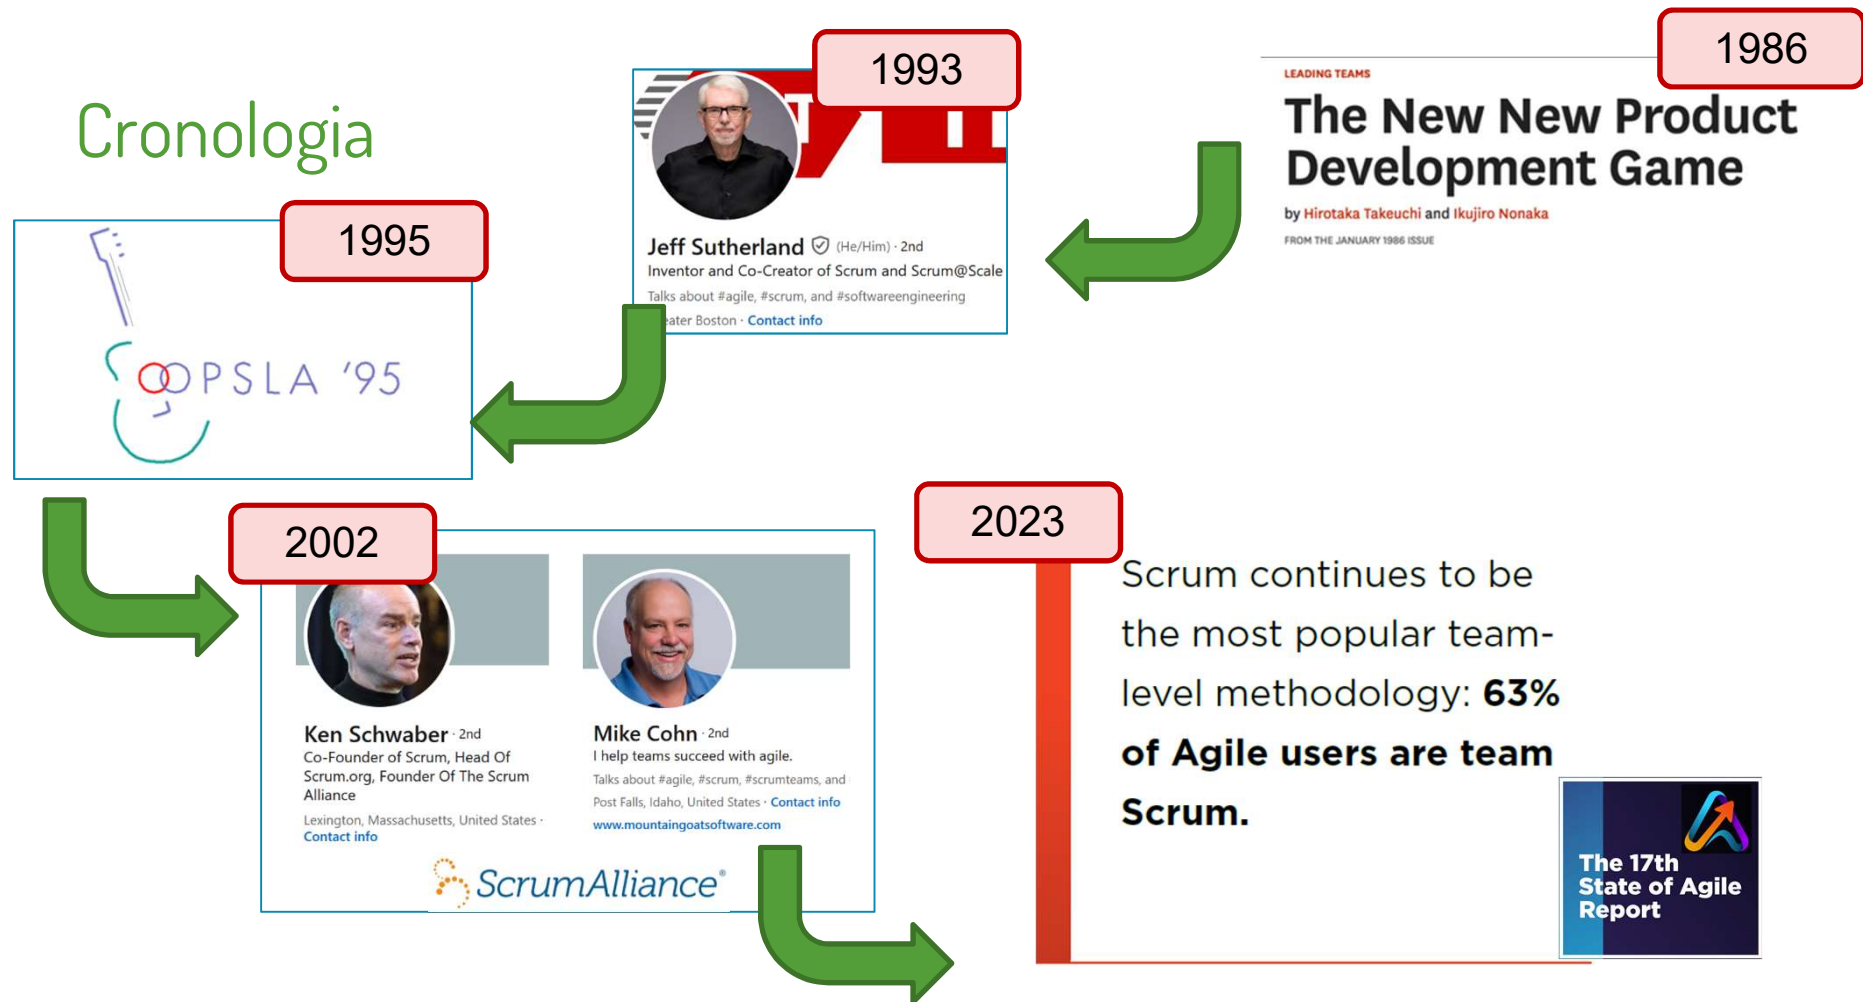 Cronologia
1986
LEADING TEAMS
The New New Product
Development Game
by Hirotaka Takeuchi and Ikujiro Nonaka
FROM THE JANUARY 1986 ISSUE
1993
Jeff Sutherland (He/Him) · 2nd
Inventor and Co-Creator of Scrum and Scrum@Scale
Talks about #agile, #scrum, and #softwareengineering
eater Boston · Contact info
1995
OOPSLA '95
2002
Ken Schwaber · 2nd
Co-Founder of Scrum, Head Of
Scrum.org, Founder Of The Scrum
Alliance
Lexington, Massachusetts, United States ·
Contact info
Mike Cohn · 2nd
I help teams succeed with agile.
Talks about #agile, #scrum, #scrumteams, and
Post Falls, Idaho, United States · Contact info
www.mountaingoatsoftware.com
ScrumAlliance®
2023
Scrum continues to be
the most popular team-
level methodology: 63%
of Agile users are team
Scrum.
The 17th
State of Agile
Report